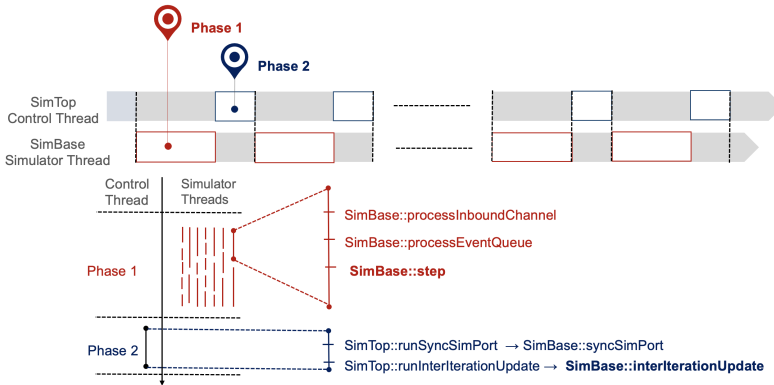 Phase 1
Phase 2
SimTop
Control Thread
SimBase
Simulator Thread
Control
Thread
Simulator
Threads
SimBase::processInboundChannel
SimBase::processEventQueue
SimBase::step
Phase 1
Phase 2
SimTop::runSyncSimPort → SimBase::syncSimPort
SimTop::runInterIterationUpdate → SimBase::interIterationUpdate